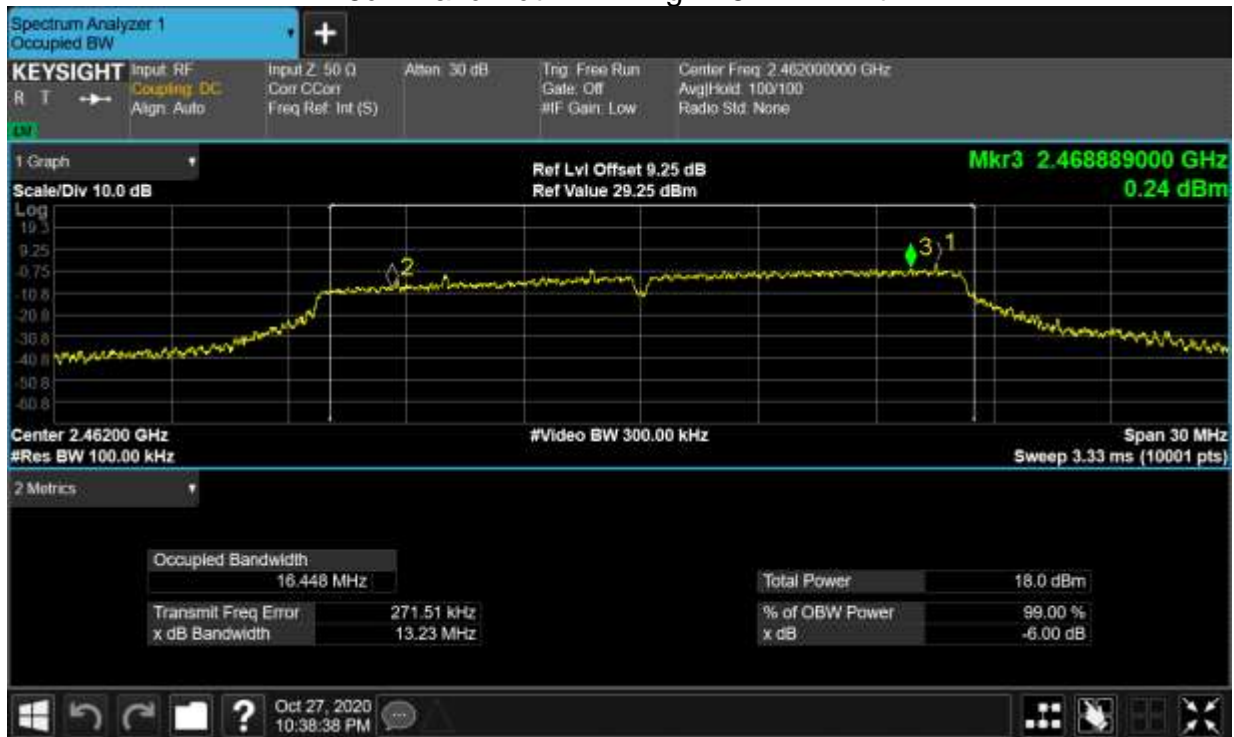 Spectrum Analyzer 1
Occupied BW
+
KEYSIGHT Input: RF Input Z: 50 Ω Atten: 30 dB Trig: Free Run Center Freq: 2.462000000 GHz
R T Coupling: DC Corr CCorr Gate: Off Avg|Hold: 100/100
Align: Auto Freq Ref: Int (S) #IF Gain: Low Radio Std: None
1 Graph
Ref Lvl Offset 9.25 dB Mkr3 2.468889000 GHz
Scale/Div 10.0 dB Ref Value 29.25 dBm 0.24 dBm
Log
19.3
9.25
-0.75
-10.8
-20.8
-30.8
-40.8
-50.8
-60.8
2
3
1
Center 2.46200 GHz #Video BW 300.00 kHz Span 30 MHz
#Res BW 100.00 kHz Sweep 3.33 ms (10001 pts)
2 Metrics
Occupied Bandwidth
16.448 MHz Total Power 18.0 dBm
Transmit Freq Error 271.51 kHz % of OBW Power 99.00 %
x dB Bandwidth 13.23 MHz x dB -6.00 dB
? Oct 27, 2020
10:38:38 PM